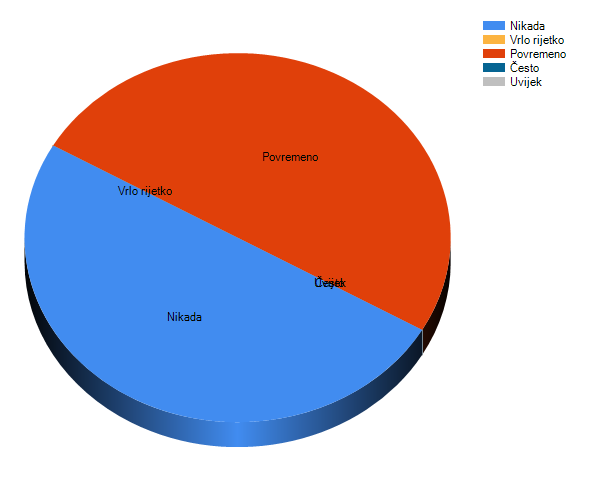 Nikada
Vrlo rijetko
Povremeno
Često
Uvijek
Povremeno
Vrlo rijetko
Nikada